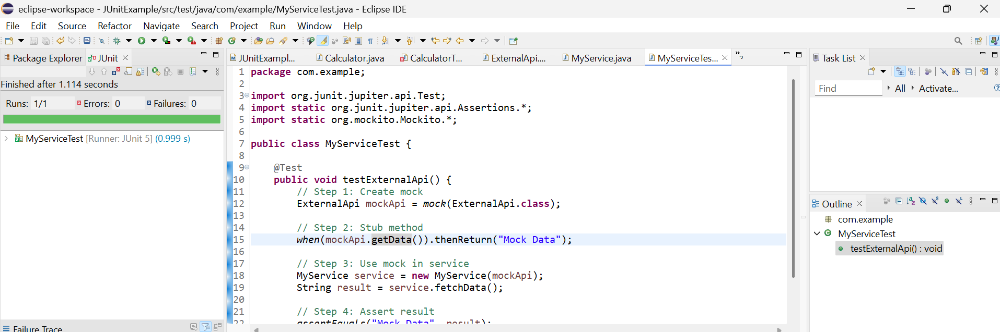 eclipse-workspace - JUnitExample/src/test/java/com/example/MyServiceTest.java - Eclipse IDE
File Edit Source Refactor Navigate Search Project Run Window Help
Package Explorer JUnit
Finished after 1.114 seconds
Runs: 1/1 Errors: 0 Failures: 0
MyServiceTest [Runner: JUnit 5] (0.999 s)
Failure Trace
JUnitExampl... Calculator.java CalculatorT... ExternalApi.... MyService.java MyServiceTes... »2
1 package com.example;
2
3 import org.junit.jupiter.api.Test;
4 import static org.junit.jupiter.api.Assertions.*;
5 import static org.mockito.Mockito.*;
6
7 public class MyServiceTest {
8
9 @Test
10 public void testExternalApi() {
11 // Step 1: Create mock
12 ExternalApi mockApi = mock(ExternalApi.class);
13
14 // Step 2: Stub method
15 when(mockApi.getData()).thenReturn("Mock Data");
16
17 // Step 3: Use mock in service
18 MyService service = new MyService(mockApi);
19 String result = service.fetchData();
20
21 // Step 4: Assert result
22 assertEquals("Mock Data", result);
Task List
Find All Activate...
Outline
com.example
MyServiceTest
testExternalApi() : void